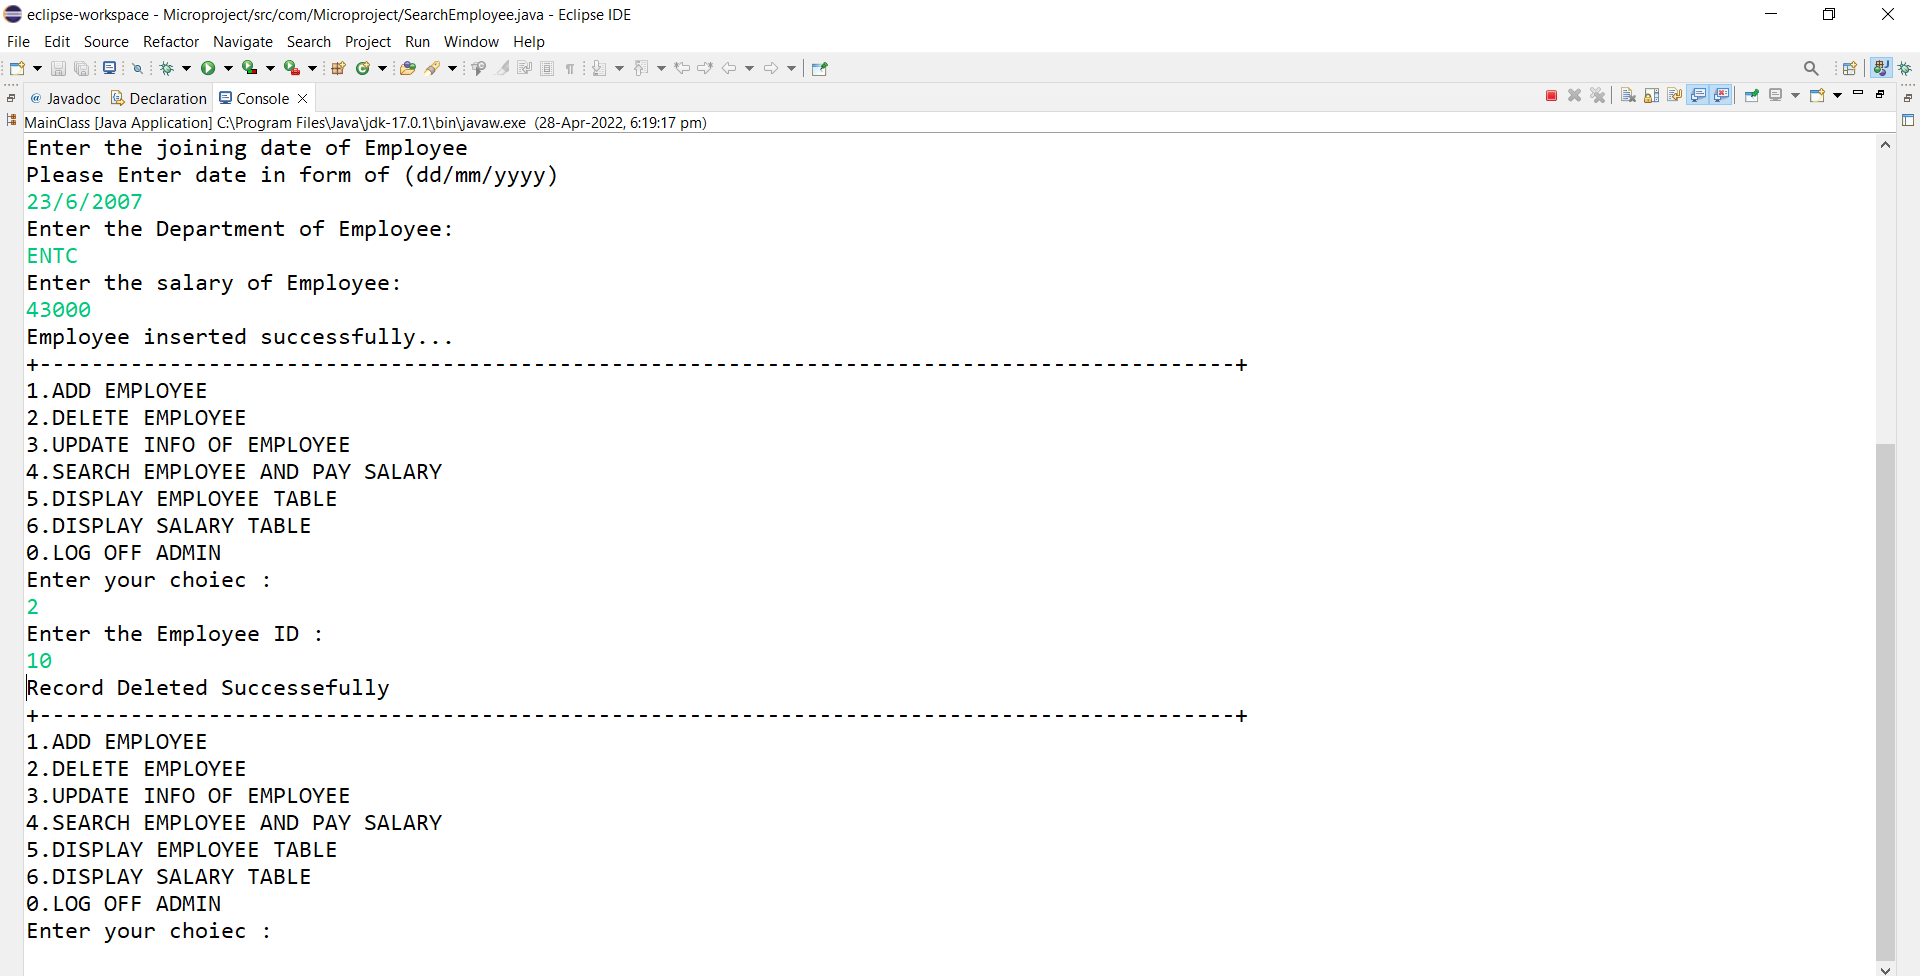 eclipse-workspace - Microproject/src/com/Microproject/SearchEmployee.java - Eclipse IDE
File Edit Source Refactor Navigate Search Project Run Window Help
@ Javadoc Declaration Console
MainClass [Java Application] C:\Program Files\Java\jdk-17.0.1\bin\javaw.exe (28-Apr-2022, 6:19:17 pm)
Enter the joining date of Employee
Please Enter date in form of (dd/mm/yyyy)
23/6/2007
Enter the Department of Employee:
ENTC
Enter the salary of Employee:
43000
Employee inserted successfully...
+--------------------------------------------------------------------------------------------+
1.ADD EMPLOYEE
2.DELETE EMPLOYEE
3.UPDATE INFO OF EMPLOYEE
4.SEARCH EMPLOYEE AND PAY SALARY
5.DISPLAY EMPLOYEE TABLE
6.DISPLAY SALARY TABLE
0.LOG OFF ADMIN
Enter your choiec :
2
Enter the Employee ID :
10
Record Deleted Successefully
+--------------------------------------------------------------------------------------------+
1.ADD EMPLOYEE
2.DELETE EMPLOYEE
3.UPDATE INFO OF EMPLOYEE
4.SEARCH EMPLOYEE AND PAY SALARY
5.DISPLAY EMPLOYEE TABLE
6.DISPLAY SALARY TABLE
0.LOG OFF ADMIN
Enter your choiec :